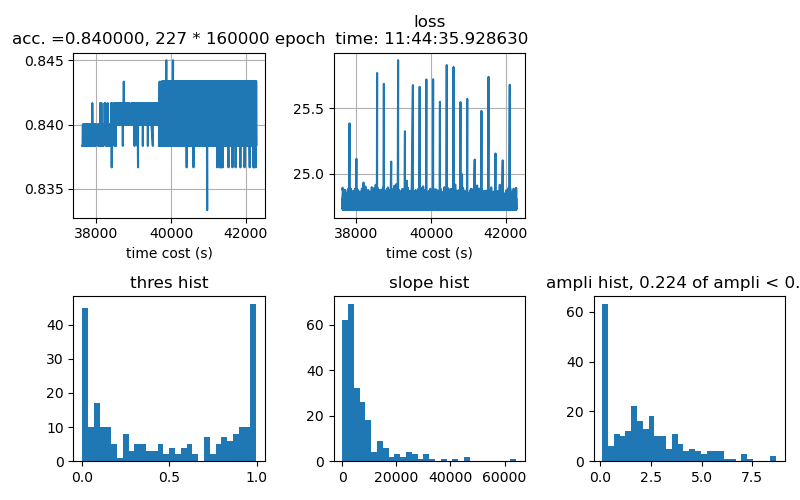 acc. =0.840000, 227 * 160000 epoch
loss
time: 11:44:35.928630
0.845
0.840
0.835
38000 40000 42000
time cost (s)
25.5
25.0
38000 40000 42000
time cost (s)
thres hist
40
30
20
10
0
0.0 0.5 1.0
slope hist
60
40
20
0
0 20000 40000 60000
ampli hist, 0.224 of ampli < 0.
60
40
20
0
0.0 2.5 5.0 7.5